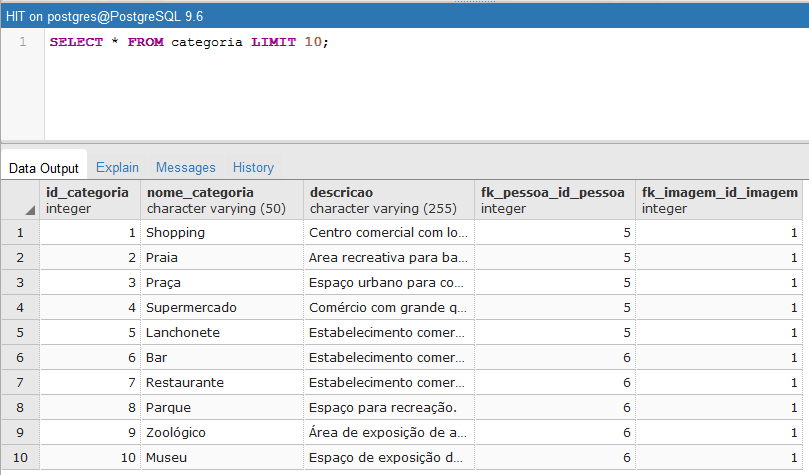 HIT on postgres@PostgreSQL 9.6
1 SELECT * FROM categoria LIMIT 10;
Data Output Explain Messages History
id_categoria nome_categoria descricao fk_pessoa_id_pessoa fk_imagem_id_imagem
integer character varying (50) character varying (255) integer integer
1 1 Shopping Centro comercial com lo... 5 1
2 2 Praia Area recreativa para ba... 5 1
3 3 Praça Espaço urbano para co... 5 1
4 4 Supermercado Comércio com grande q... 5 1
5 5 Lanchonete Estabelecimento comer... 5 1
6 6 Bar Estabelecimento comer... 6 1
7 7 Restaurante Estabelecimento comer... 6 1
8 8 Parque Espaço para recreação. 6 1
9 9 Zoológico Área de exposição de a... 6 1
10 10 Museu Espaço de exposição d... 6 1